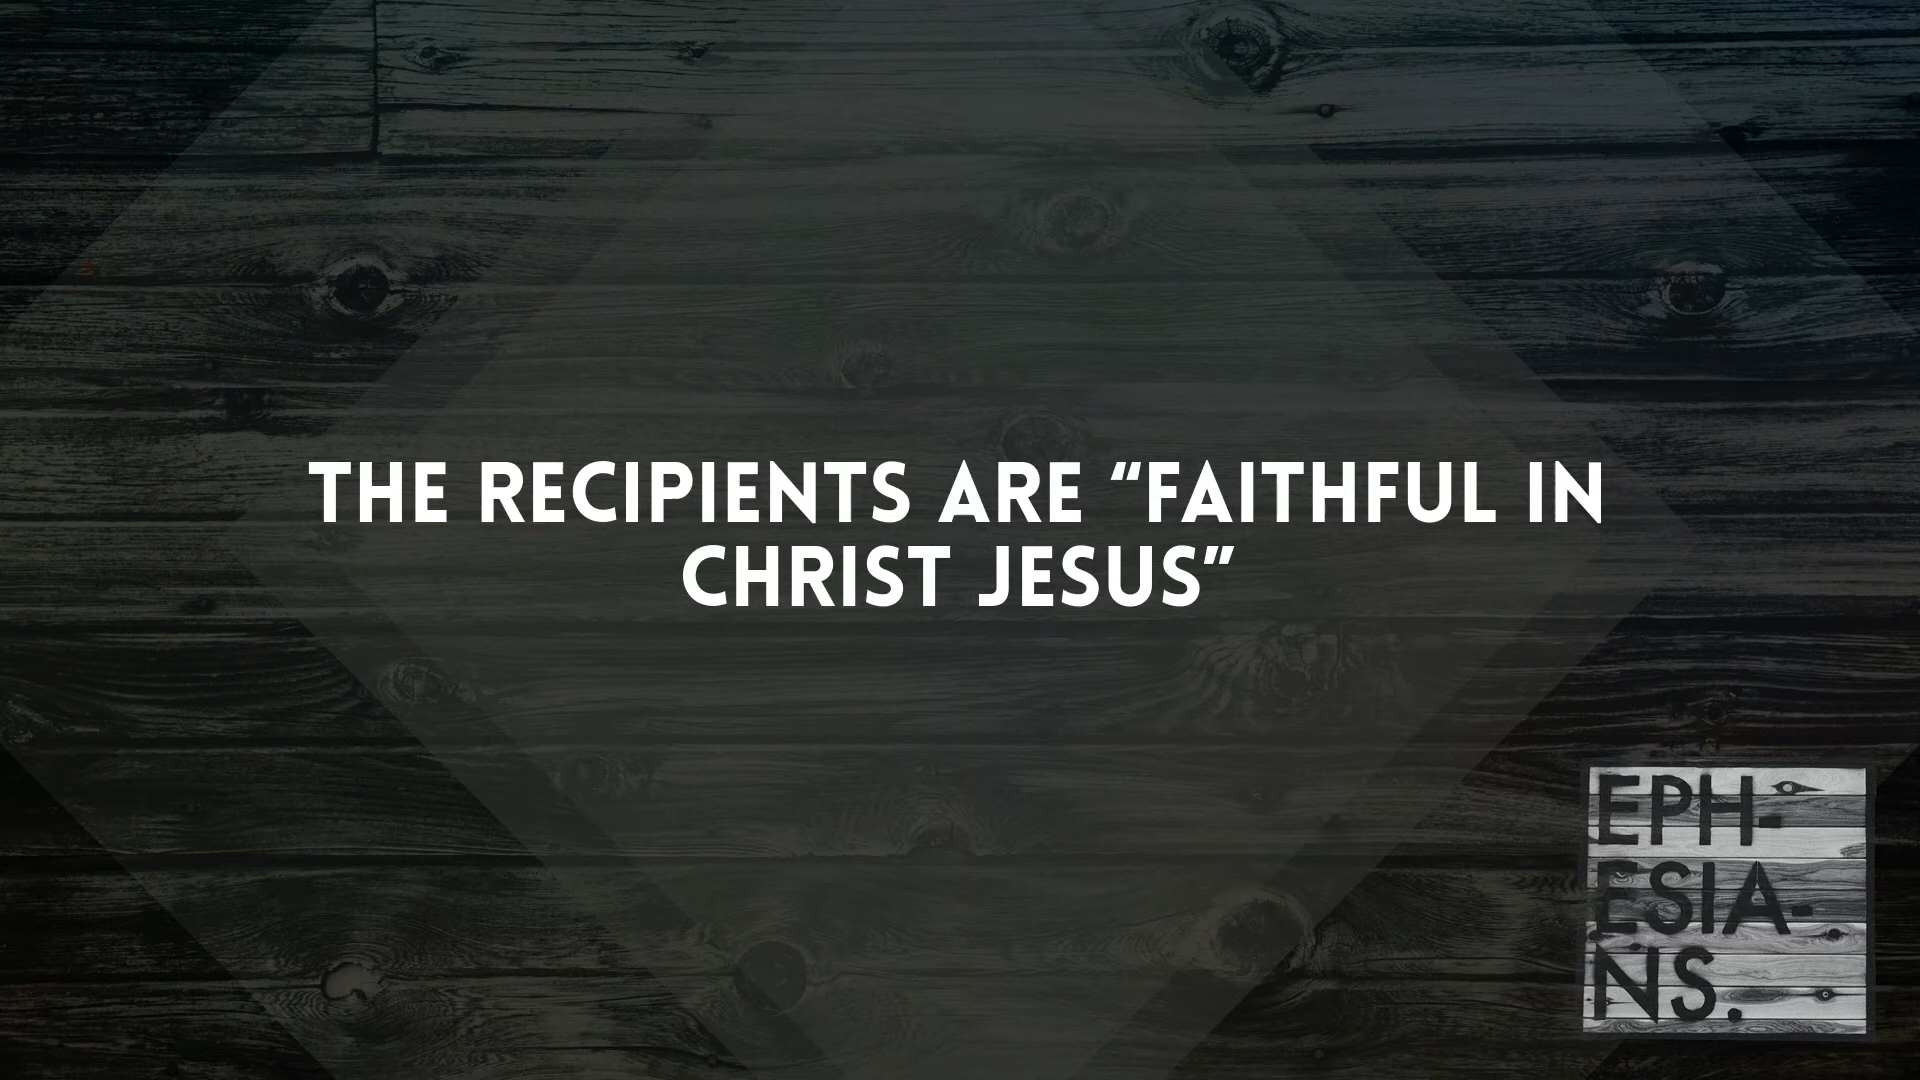 THE RECIPIENTS ARE “FAITHFUL IN
CHRIST JESUS”
EPH-
ESIA-
NS.